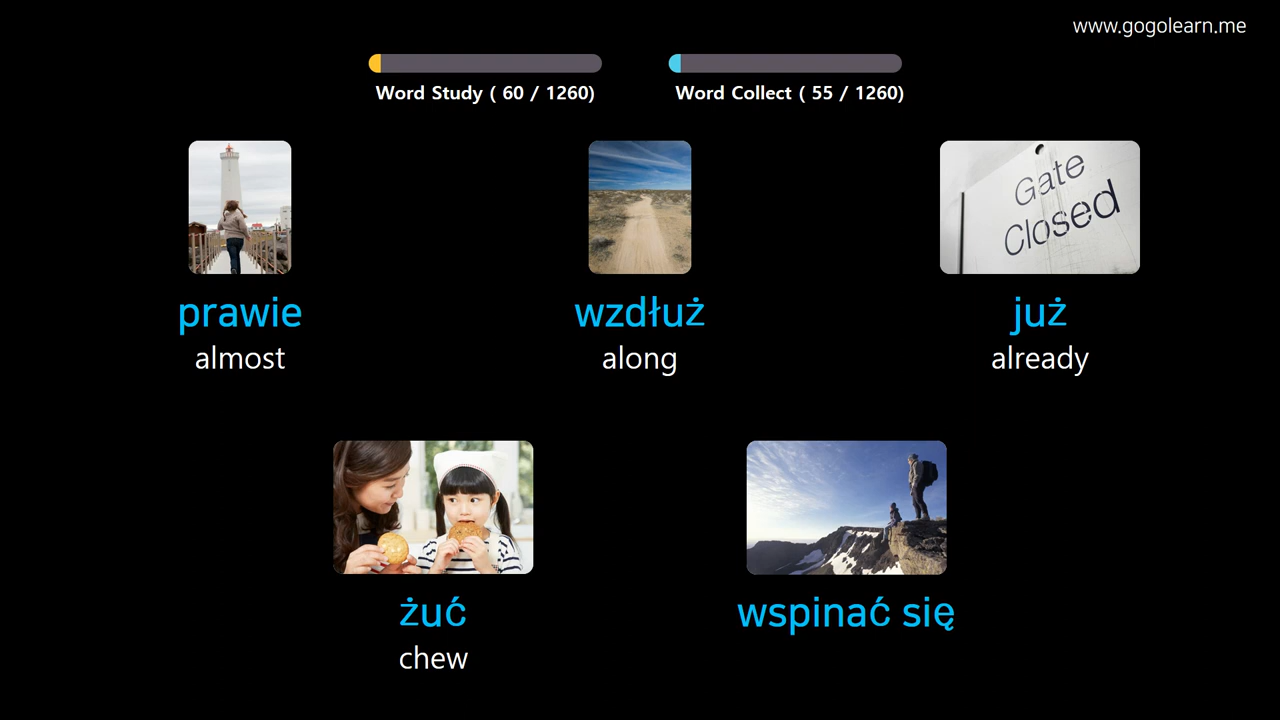 www.gogolearn.me
Word Study ( 60 / 1260)
Word Collect ( 55 / 1260)
Gate
Closed
prawie
almost
wzdłuż
along
już
already
żuć
chew
wspinać się